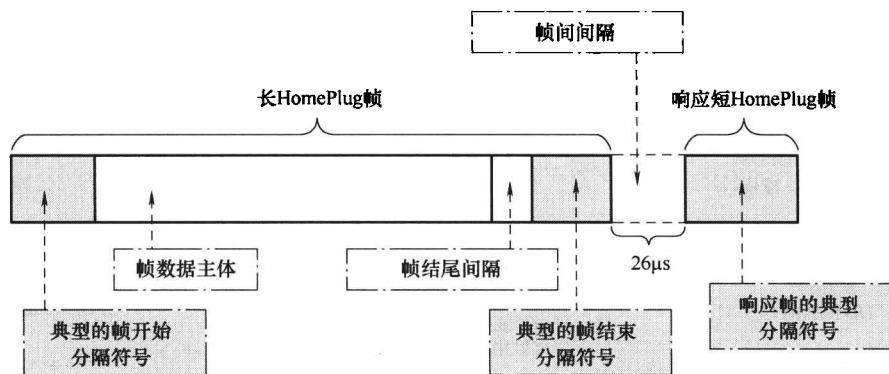 帧间间隔
长HomePlug帧
响应短HomePlug帧
帧数据主体
帧结尾间隔
26μs
典型的帧开始
分隔符号
典型的帧结束
分隔符号
响应帧的典型
分隔符号